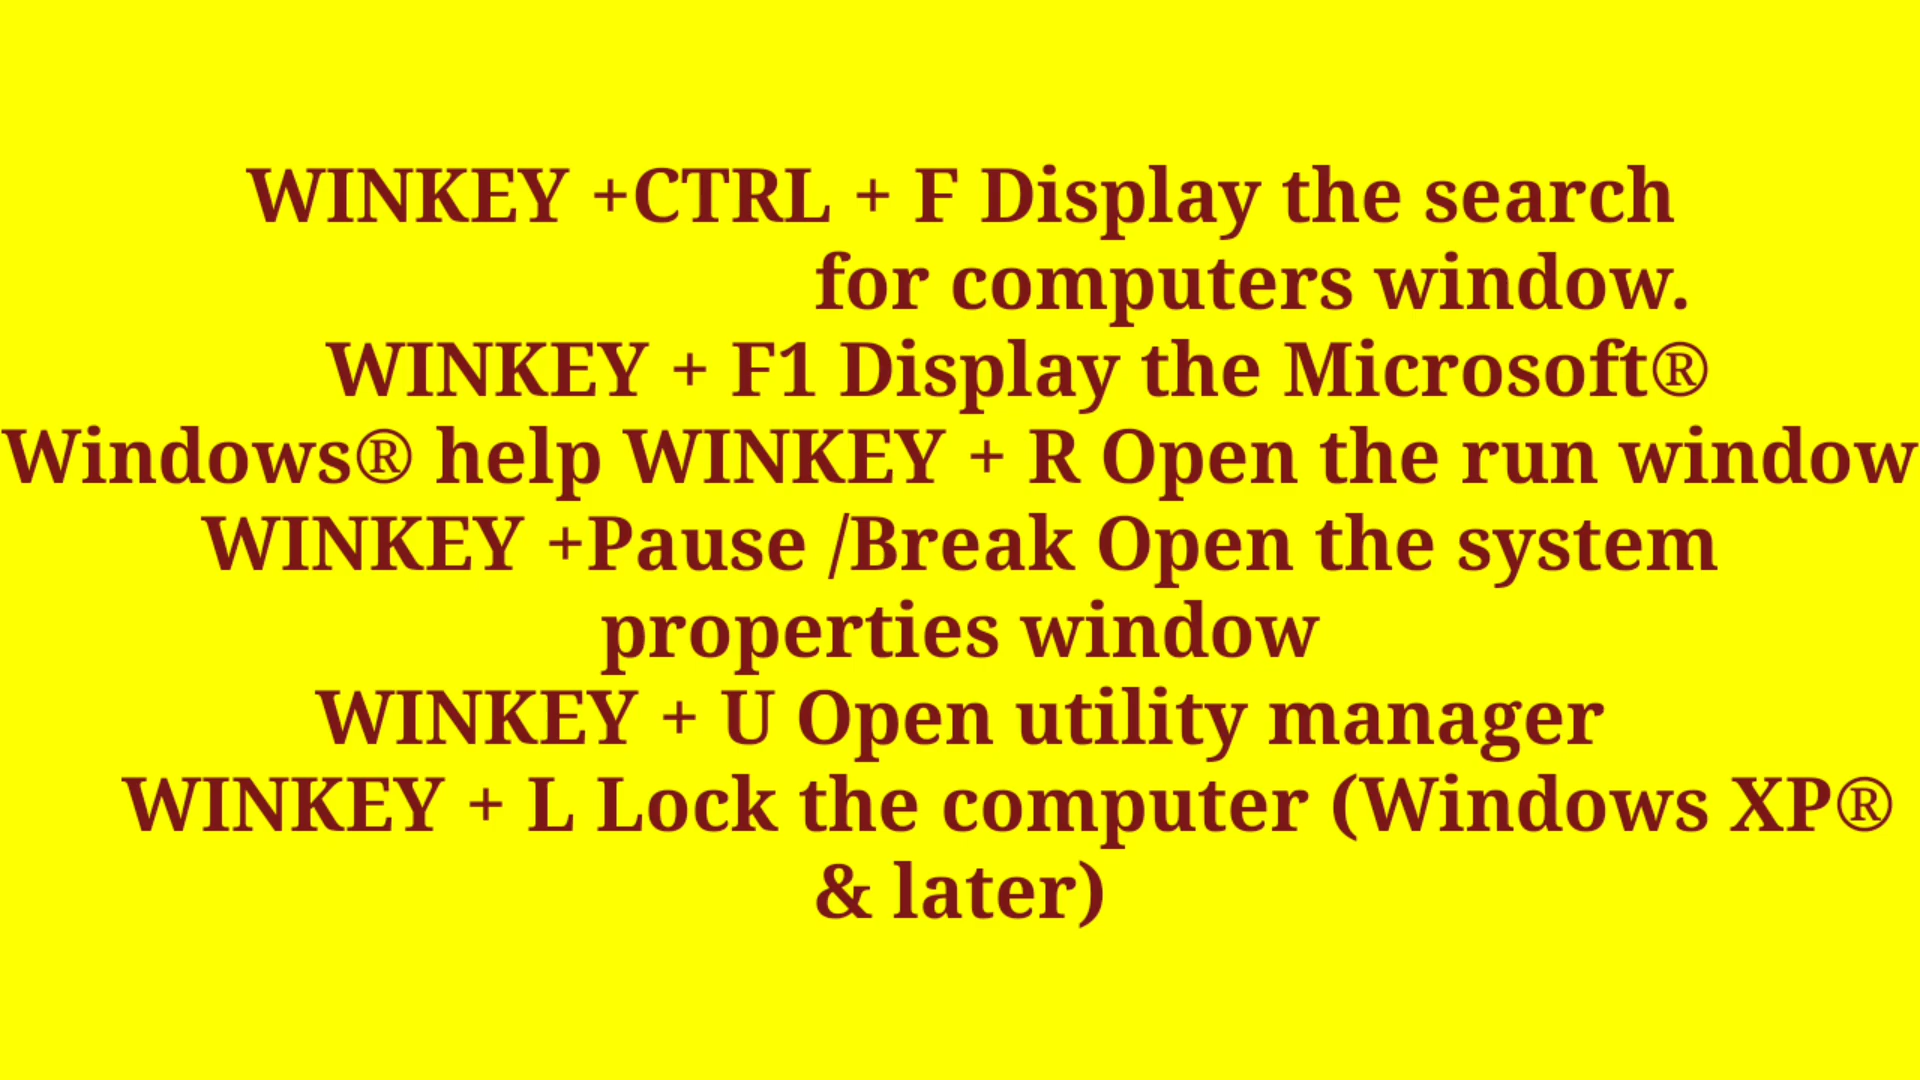 WINKEY +CTRL + F Display the search
for computers window.
WINKEY + F1 Display the Microsoft®
Windows® help WINKEY + R Open the run window
WINKEY +Pause /Break Open the system
properties window
WINKEY + U Open utility manager
WINKEY + L Lock the computer (Windows XP®
& later)